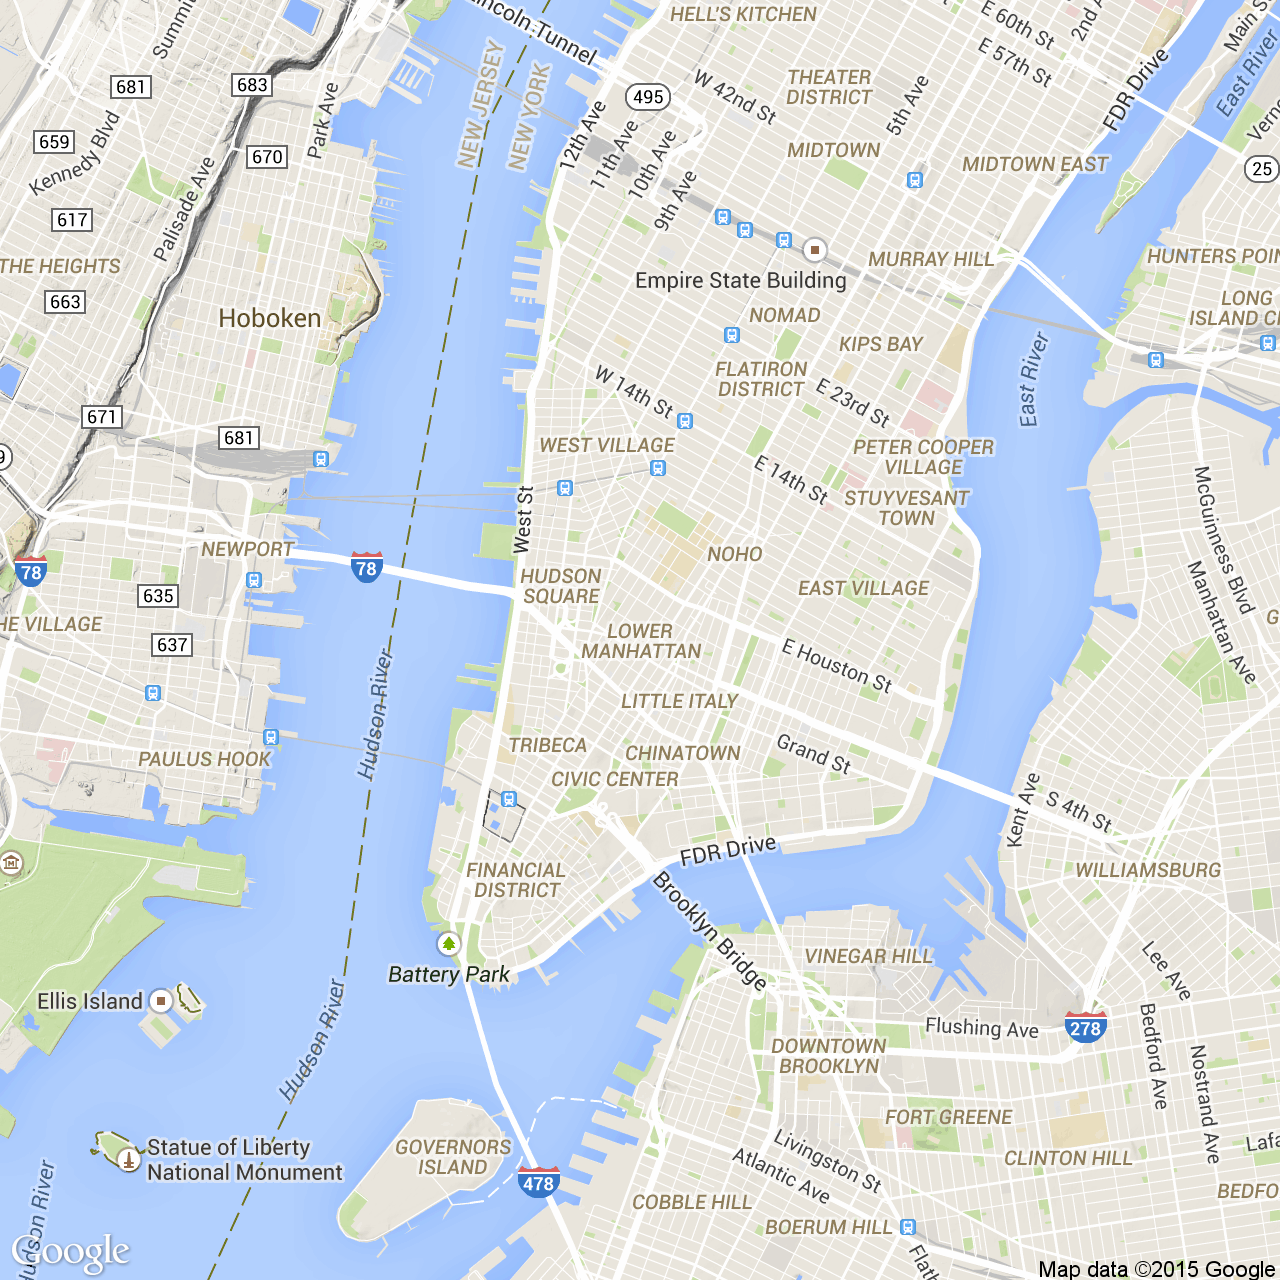 Lincoln Tunnel
HELL'S KITCHEN
E 60th St
2nd A
Main S
Summi
E 57th St
681
683
NEW JERSEY
NEW YORK
495
W 42nd St
THEATER
DISTRICT
5th Ave
FDR Drive
East River
Park Ave
659
Kennedy Blvd
670
12th Ave
11th Ave
10th Ave
9th Ave
MIDTOWN
MIDTOWN EAST
Vern
25
Palisade Ave
617
THE HEIGHTS
663
Empire State Building
MURRAY HILL
HUNTERS POIN
Hoboken
NOMAD
LONG
ISLAND CI
KIPS BAY
East River
FLATIRON
DISTRICT
W 14th St
E 23rd St
671
681
WEST VILLAGE
PETER COOPER
VILLAGE
9
E 14th St
STUYVESANT
TOWN
McGuinness Blvd
West St
NEWPORT
NOHO
78
78
HUDSON
SQUARE
EAST VILLAGE
Manhattan Ave
635
HE VILLAGE
637
G
LOWER
MANHATTAN
E Houston St
Hudson River
LITTLE ITALY
PAULUS HOOK
TRIBECA
CHINATOWN
Grand St
CIVIC CENTER
Kent Ave
S 4th St
FDR Drive
FINANCIAL
DISTRICT
WILLIAMSBURG
Brooklyn Bridge
Battery Park
VINEGAR HILL
Lee Ave
Ellis Island
Hudson River
Flushing Ave
278
Bedford Ave
Nostrand Ave
DOWNTOWN
BROOKLYN
FORT GREENE
Statue of Liberty
National Monument
GOVERNORS
ISLAND
Livingston St
Atlantic Ave
CLINTON HILL
Lafa
478
COBBLE HILL
BEDFO
Hudson River
BOERUM HILL
Flath
Google
Map data ©2015 Google